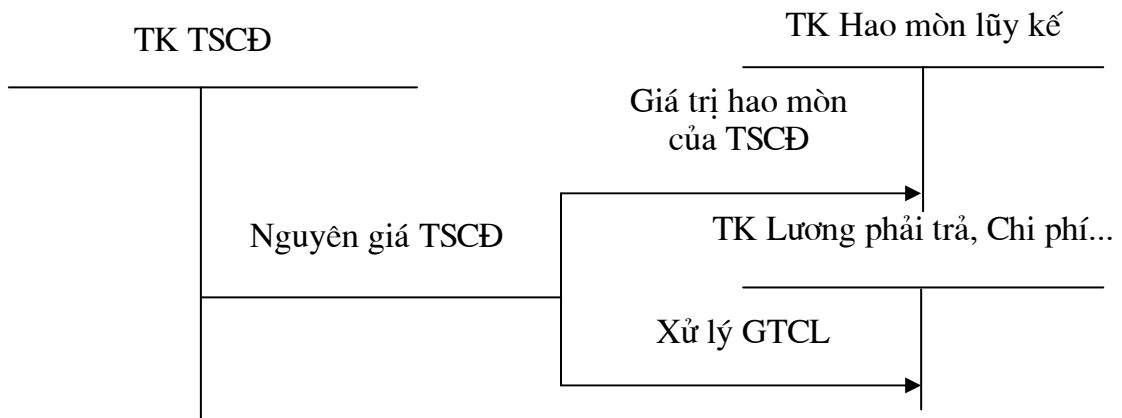 TK TSCĐ
TK Hao mòn lũy kế
Giá trị hao mòn
của TSCĐ
Nguyên giá TSCĐ
TK Lương phải trả, Chi phí...
Xử lý GTCL